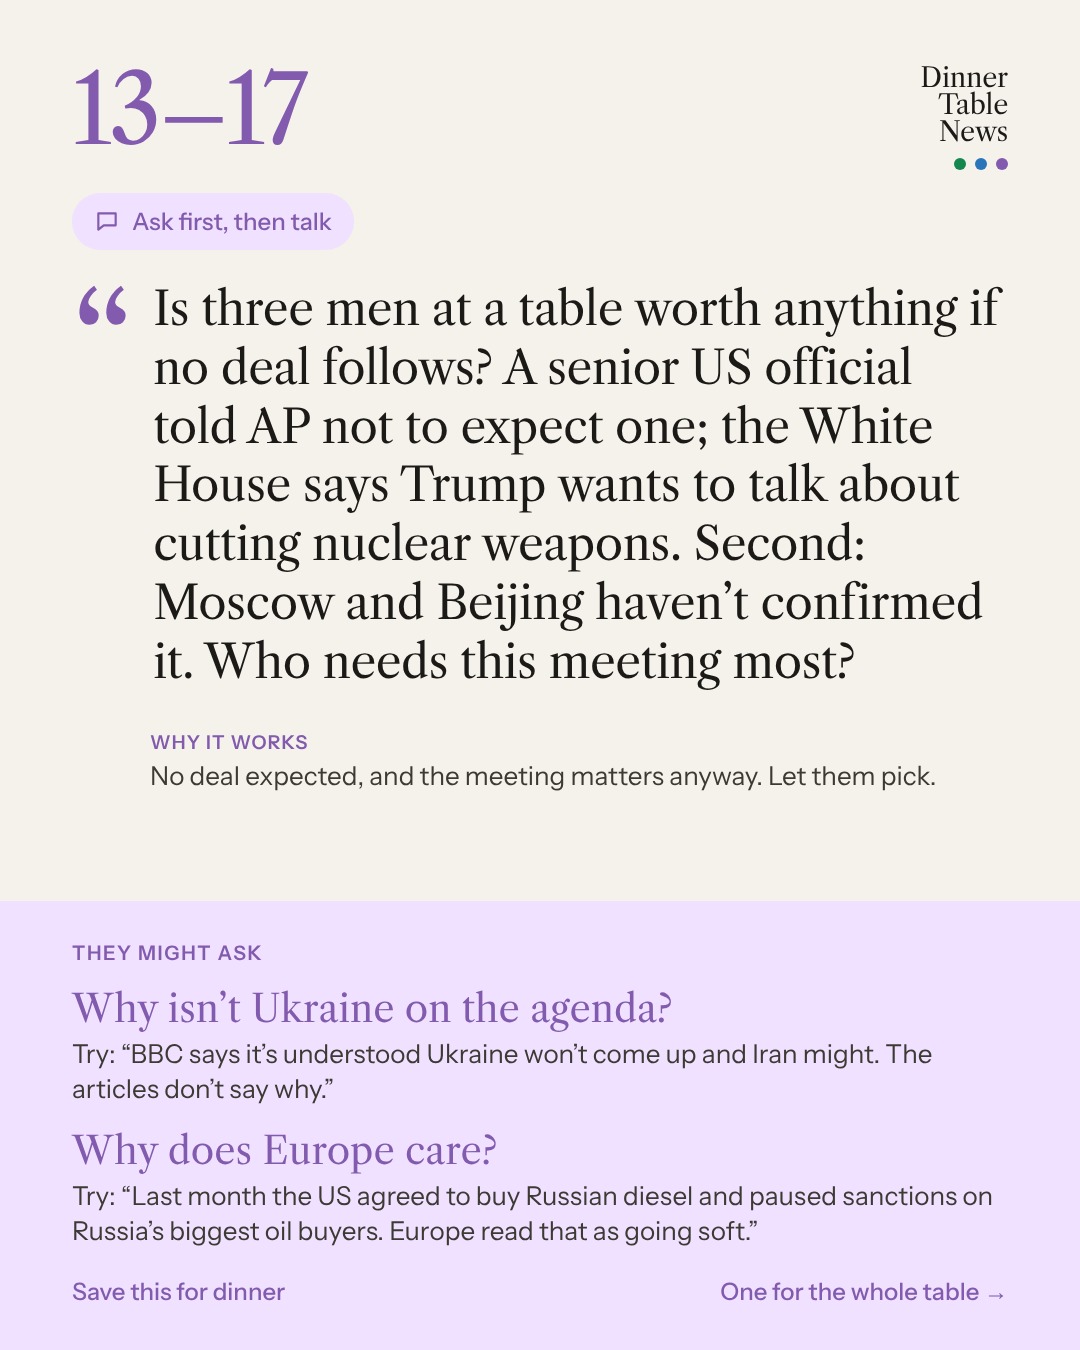 13–17
Dinner
Table
News
Ask first, then talk
“Is three men at a table worth anything if
no deal follows? A senior US official
told AP not to expect one; the White
House says Trump wants to talk about
cutting nuclear weapons. Second:
Moscow and Beijing haven’t confirmed
it. Who needs this meeting most?
WHY IT WORKS
No deal expected, and the meeting matters anyway. Let them pick.
THEY MIGHT ASK
Why isn’t Ukraine on the agenda?
Try: “BBC says it’s understood Ukraine won’t come up and Iran might. The
articles don’t say why.”
Why does Europe care?
Try: “Last month the US agreed to buy Russian diesel and paused sanctions on
Russia’s biggest oil buyers. Europe read that as going soft.”
Save this for dinner
One for the whole table →